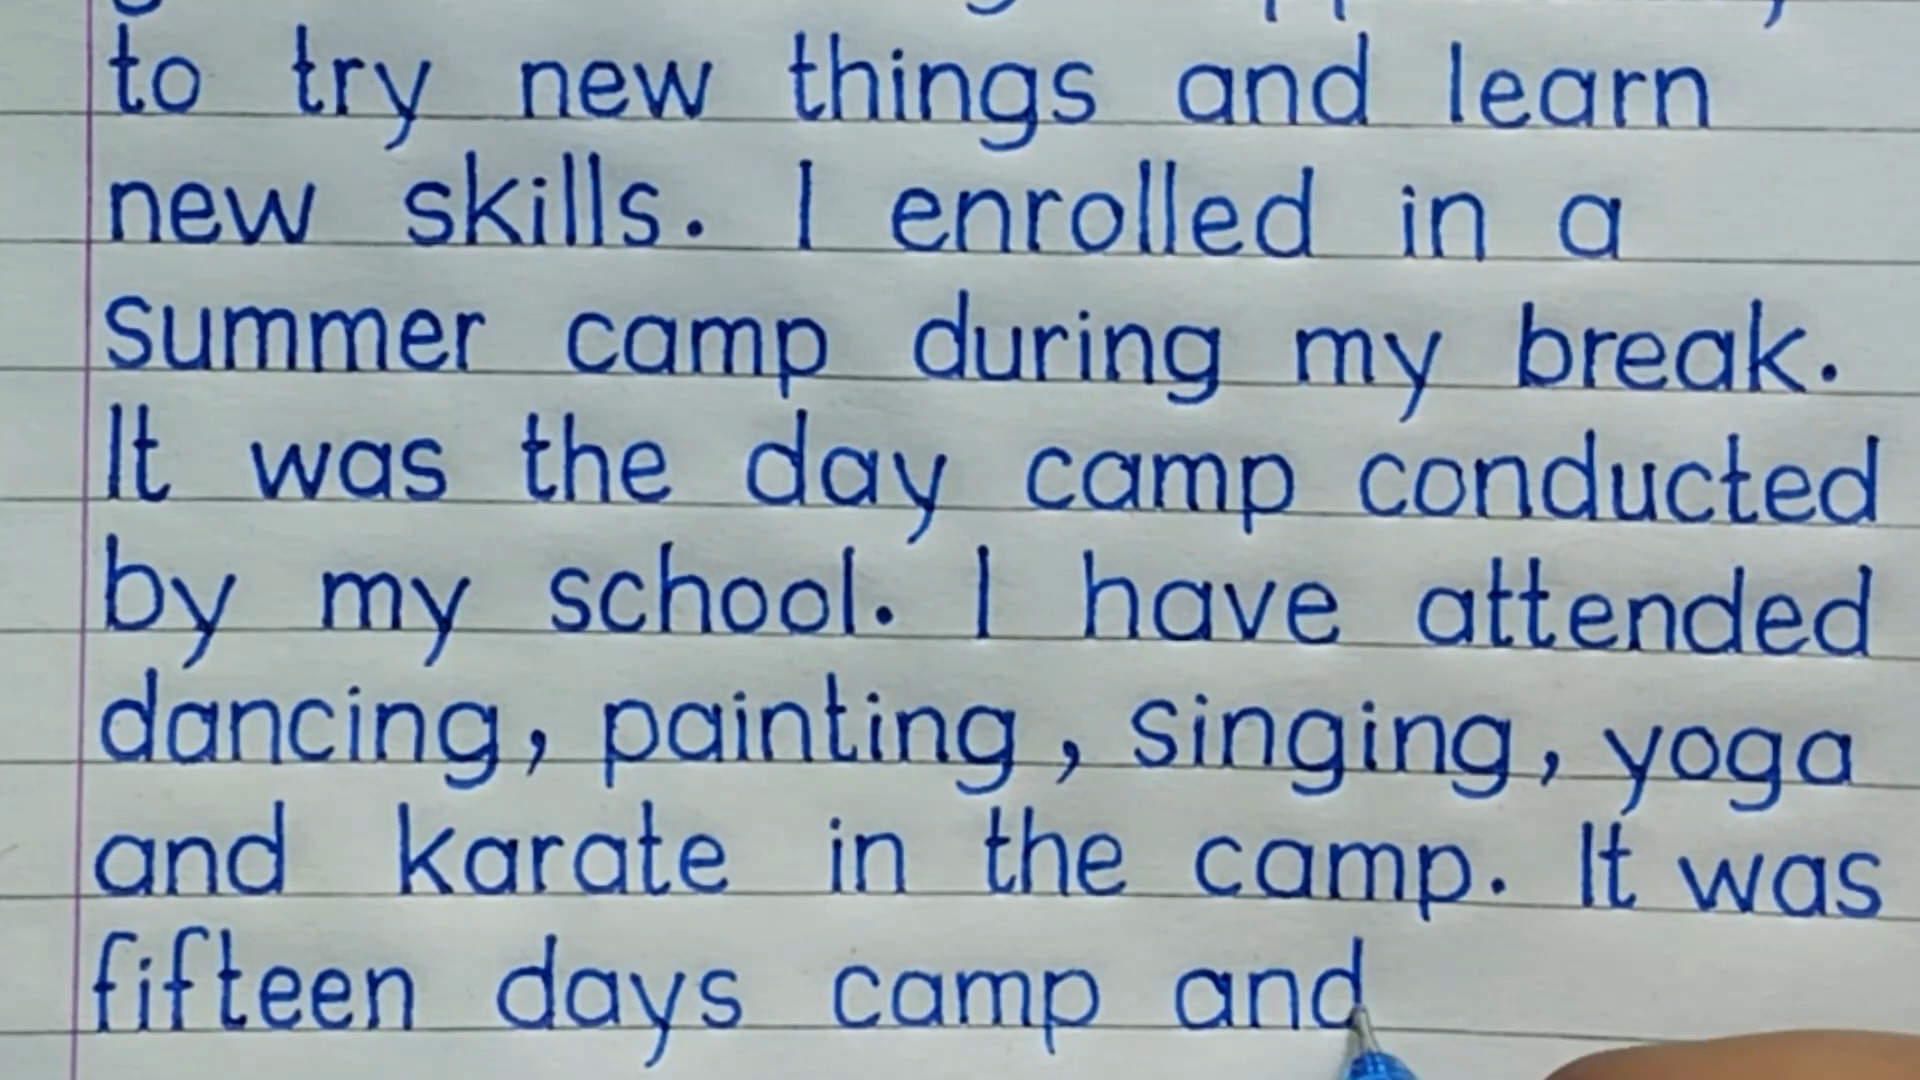 to try new things and learn
new skills. I enrolled in a
summer camp during my break.
It was the day camp conducted
by my school. I have attended
dancing, painting, singing, yoga
and karate in the camp. It was
fifteen days camp and